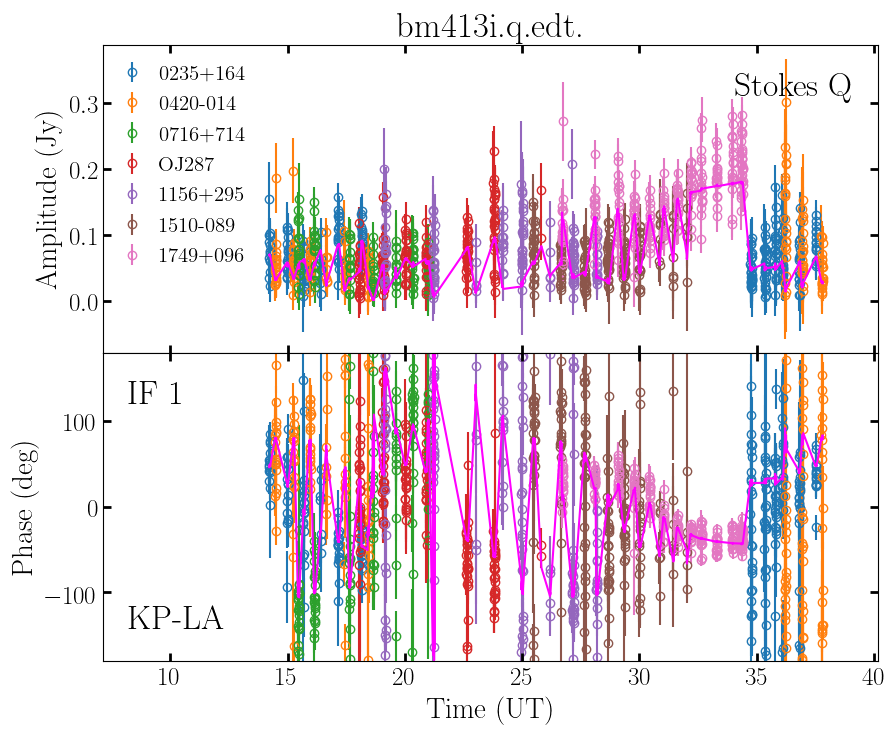 bm413i.q.edt.
Stokes Q
0235+164
0420-014
0716+714
OJ287
1156+295
1510-089
1749+096
Amplitude (Jy)
0.3
0.2
0.1
0.0
IF 1
KP-LA
Phase (deg)
100
0
−100
10 15 20 25 30 35 40
Time (UT)